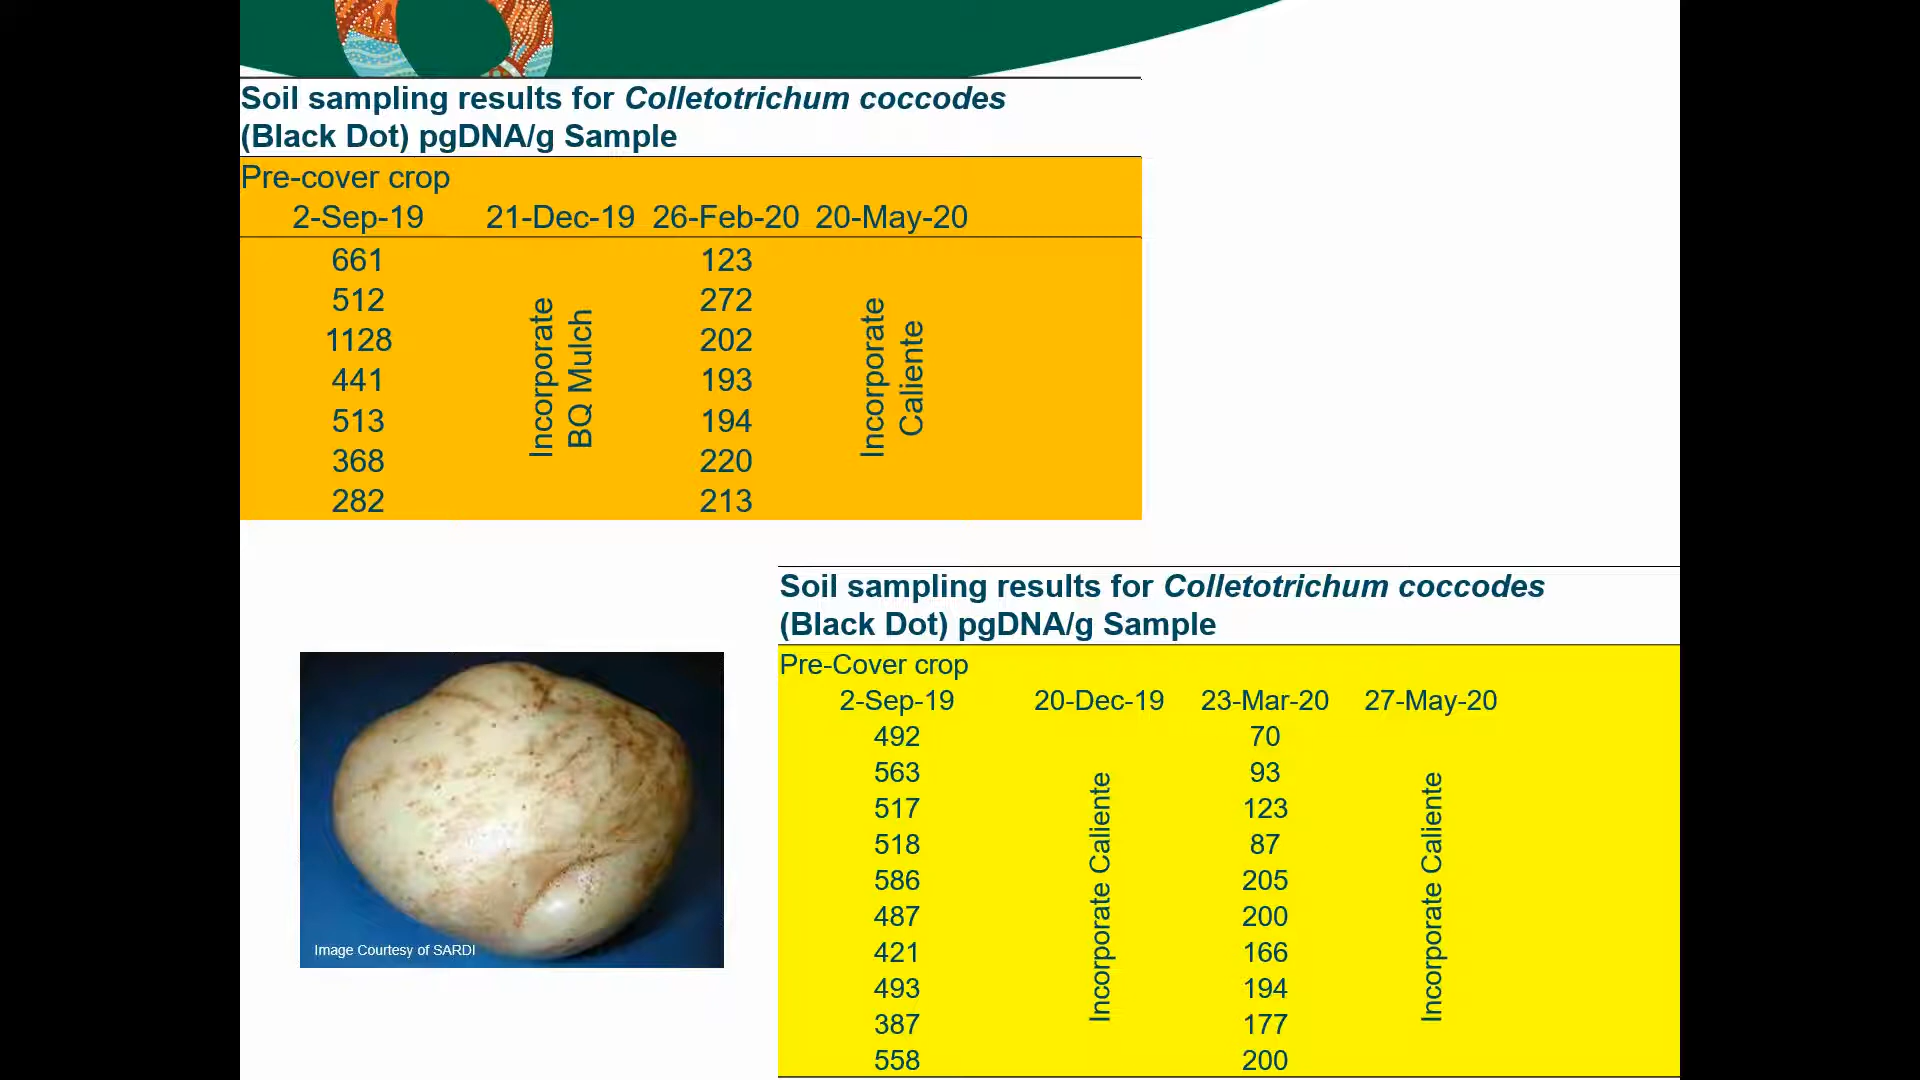 Soil sampling results for Colletotrichum coccodes
(Black Dot) pgDNA/g Sample
Pre-cover crop
2-Sep-19 21-Dec-19 26-Feb-20 20-May-20
661 123
512 272
1128 202
441 193
513 194
368 220
282 213
Incorporate
BQ Mulch
Incorporate
Caliente
Soil sampling results for Colletotrichum coccodes
(Black Dot) pgDNA/g Sample
Pre-Cover crop
2-Sep-19 20-Dec-19 23-Mar-20 27-May-20
492 70
563 93
517 123
518 87
586 205
487 200
421 166
493 194
387 177
558 200
Incorporate Caliente
Incorporate Caliente
Image Courtesy of SARDI